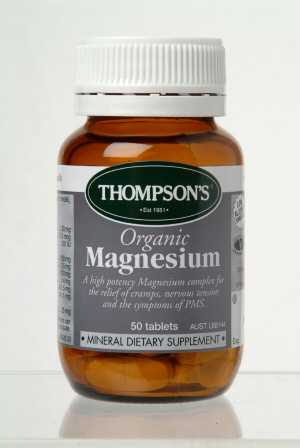 THOMPSON'S
• Est 1951 •
Organic
Magnesium
A high potency Magnesium complex for
the relief of cramps, nervous tension
and the symptoms of PMS.
50 tablets
• MINERAL DIETARY SUPPLEMENT •